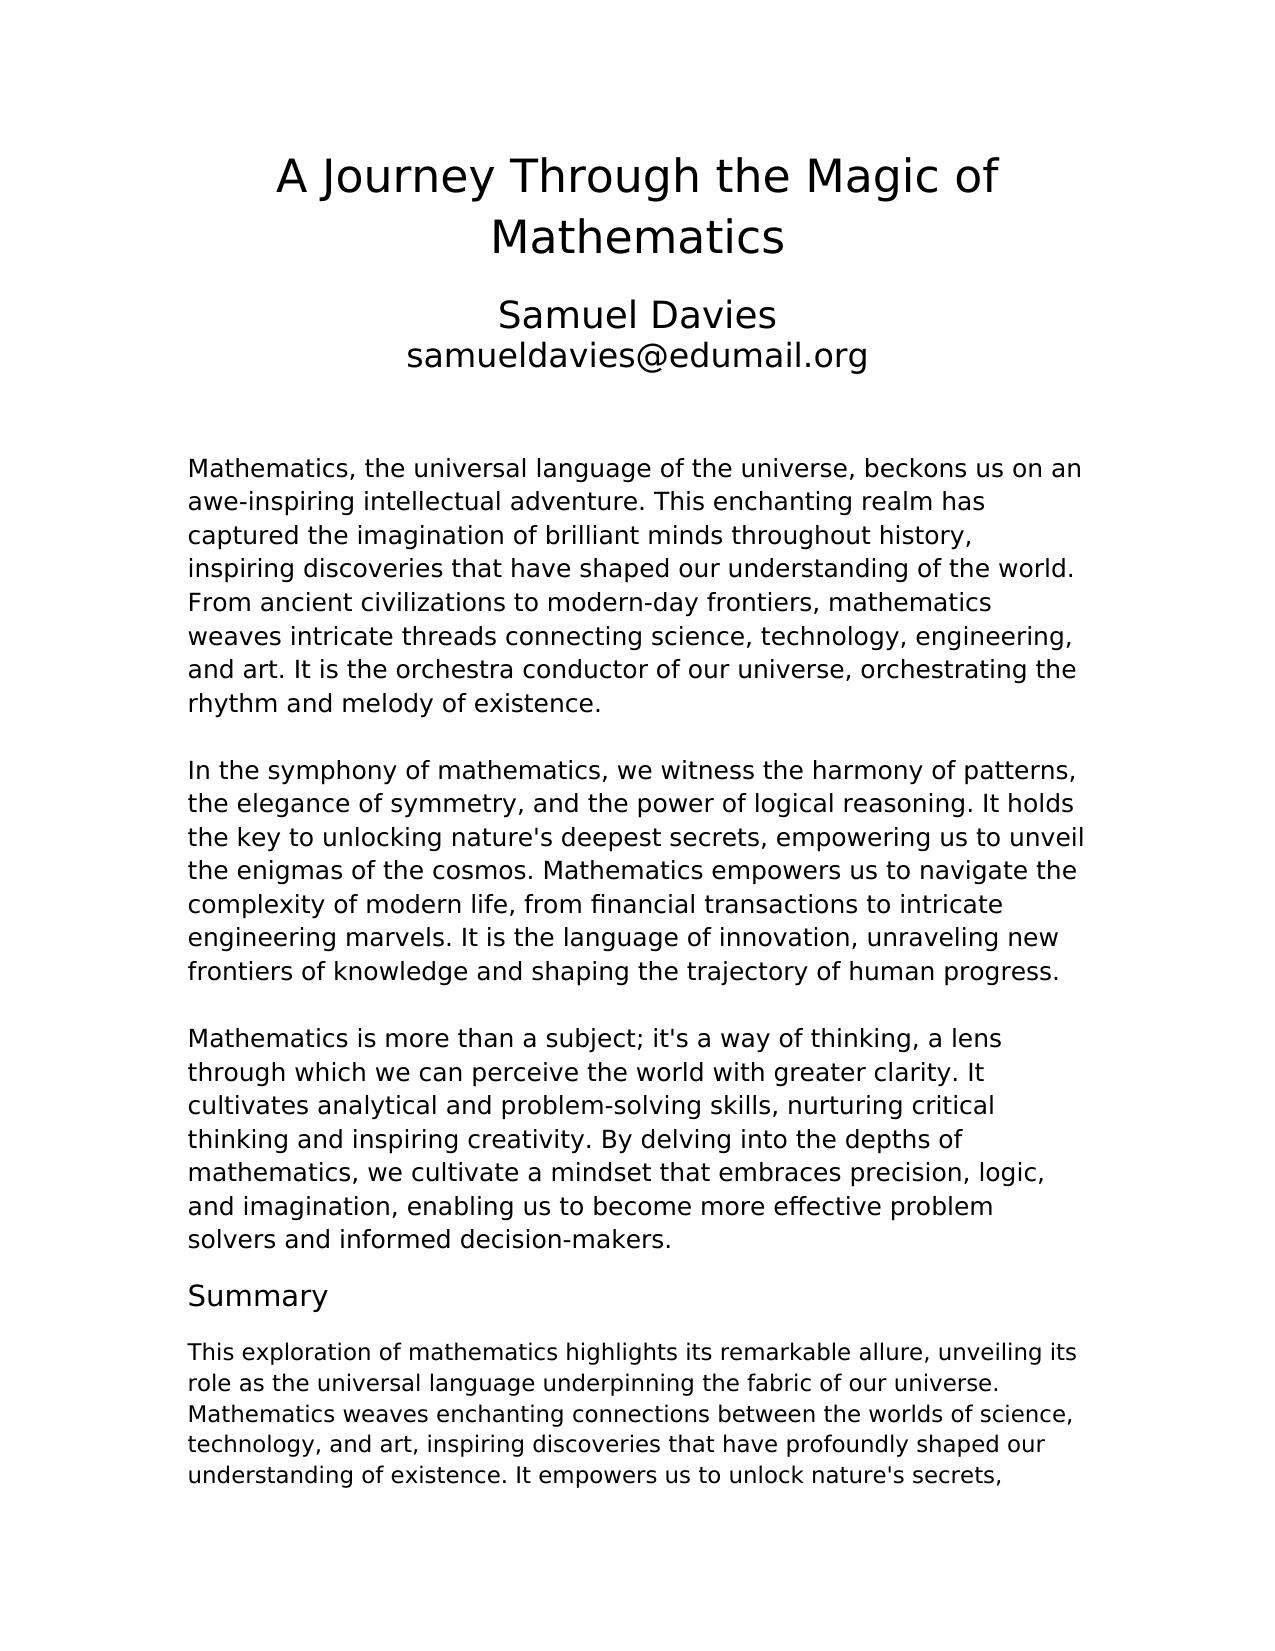 A Journey Through the Magic of
Mathematics
Samuel Davies
samueldavies@edumail.org
Mathematics, the universal language of the universe, beckons us on an
awe-inspiring intellectual adventure. This enchanting realm has
captured the imagination of brilliant minds throughout history,
inspiring discoveries that have shaped our understanding of the world.
From ancient civilizations to modern-day frontiers, mathematics
weaves intricate threads connecting science, technology, engineering,
and art. It is the orchestra conductor of our universe, orchestrating the
rhythm and melody of existence.
In the symphony of mathematics, we witness the harmony of patterns,
the elegance of symmetry, and the power of logical reasoning. It holds
the key to unlocking nature's deepest secrets, empowering us to unveil
the enigmas of the cosmos. Mathematics empowers us to navigate the
complexity of modern life, from financial transactions to intricate
engineering marvels. It is the language of innovation, unraveling new
frontiers of knowledge and shaping the trajectory of human progress.
Mathematics is more than a subject; it's a way of thinking, a lens
through which we can perceive the world with greater clarity. It
cultivates analytical and problem-solving skills, nurturing critical
thinking and inspiring creativity. By delving into the depths of
mathematics, we cultivate a mindset that embraces precision, logic,
and imagination, enabling us to become more effective problem
solvers and informed decision-makers.
Summary
This exploration of mathematics highlights its remarkable allure, unveiling its
role as the universal language underpinning the fabric of our universe.
Mathematics weaves enchanting connections between the worlds of science,
technology, and art, inspiring discoveries that have profoundly shaped our
understanding of existence. It empowers us to unlock nature's secrets,